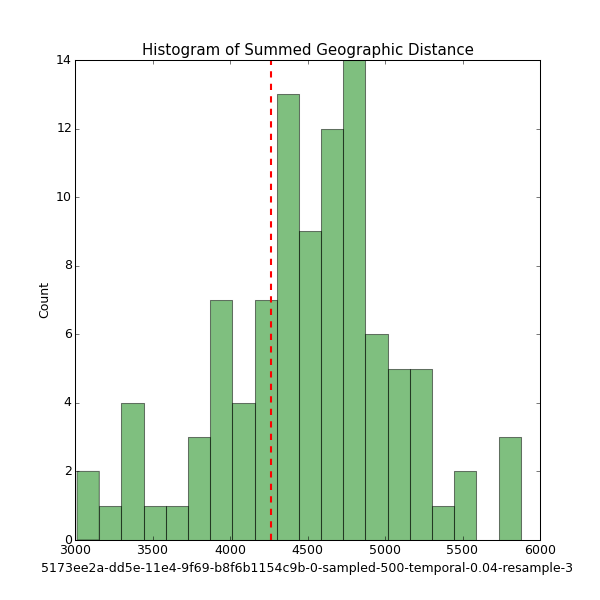 Histogram of Summed Geographic Distance
14
12
10
8
6
4
2
0
Count
3000 3500 4000 4500 5000 5500 6000
5173ee2a-dd5e-11e4-9f69-b8f6b1154c9b-0-sampled-500-temporal-0.04-resample-3